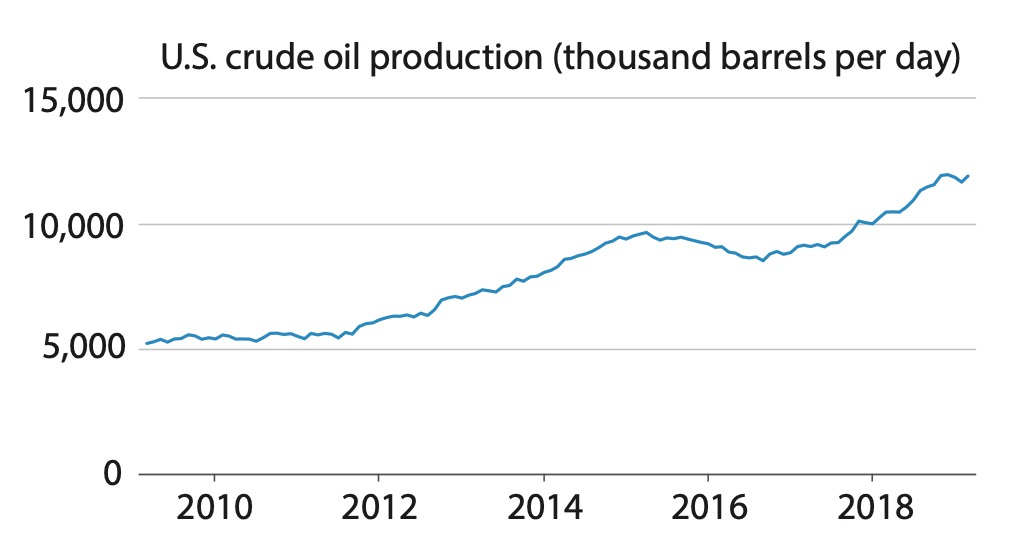 U.S. crude oil production (thousand barrels per day)
15,000
10,000
5,000
0
2010 2012 2014 2016 2018